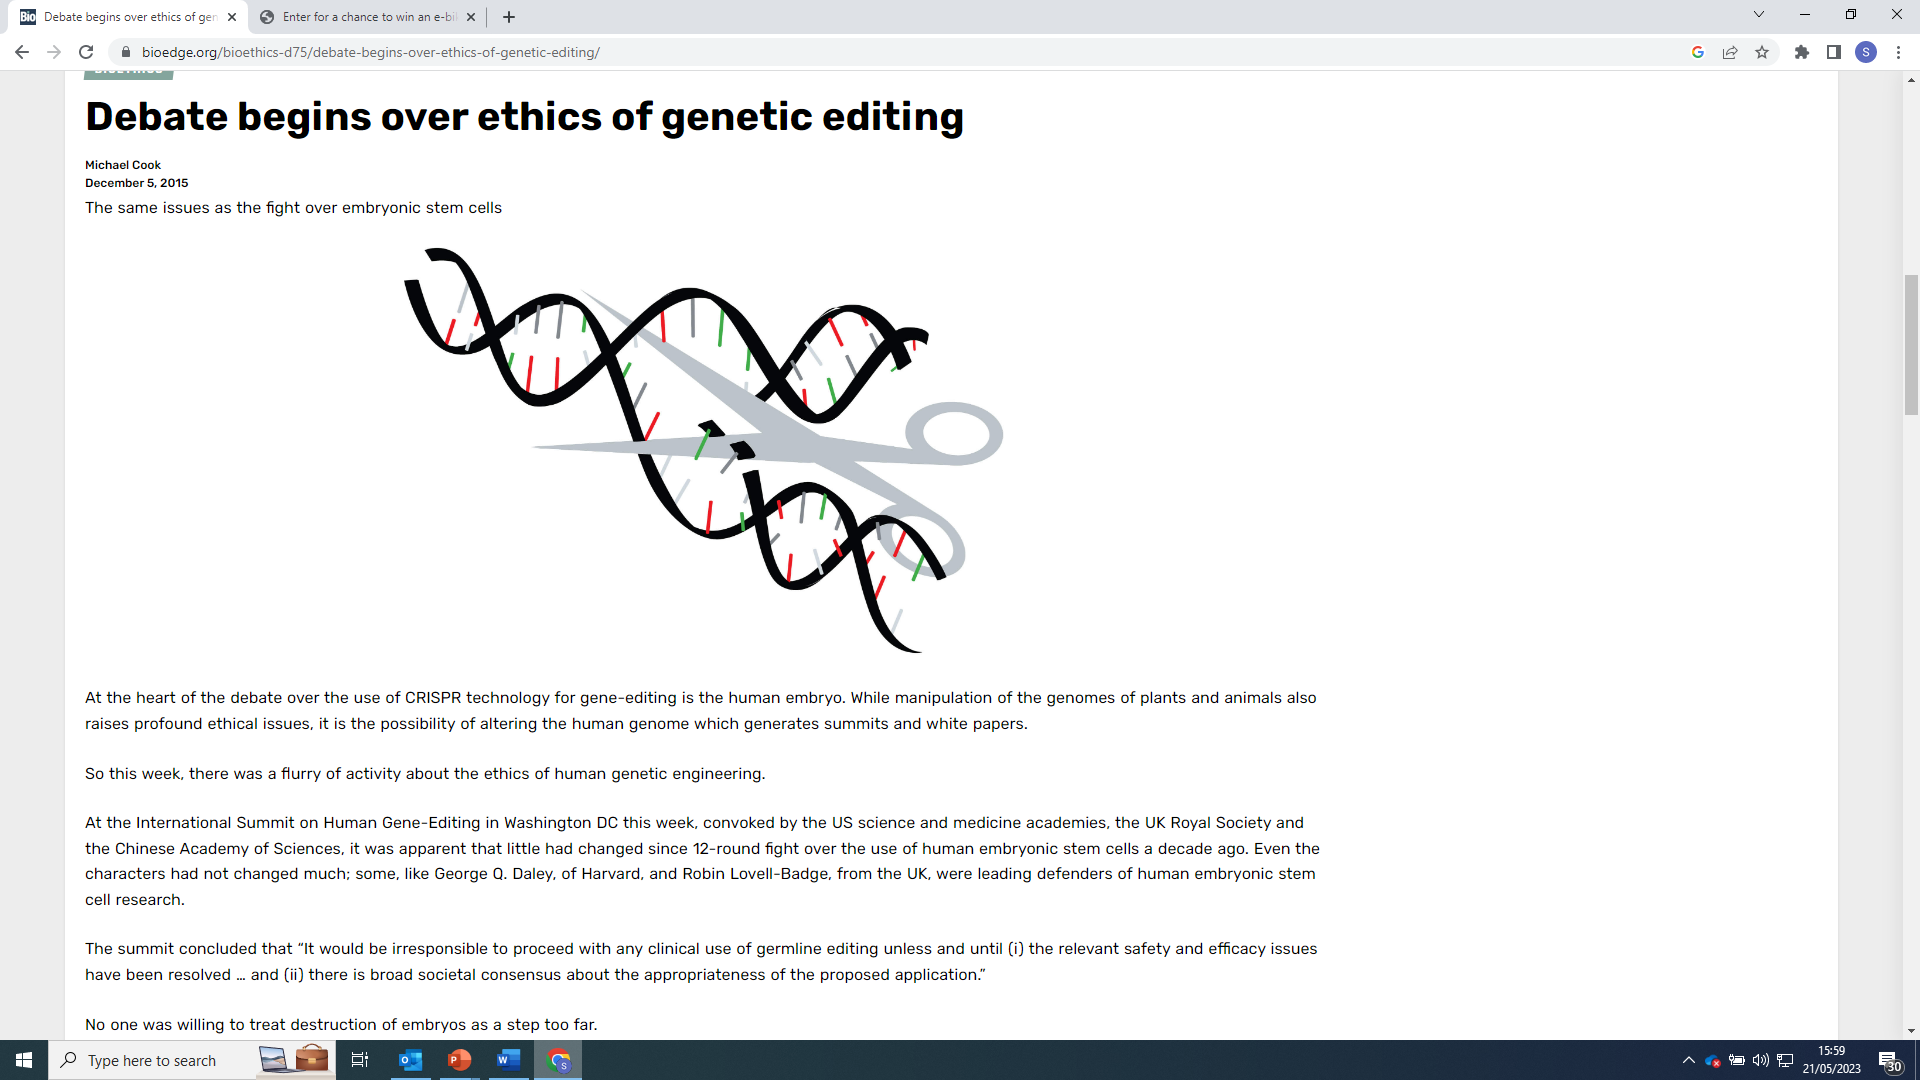 Bio Debate begins over ethics of gen
Enter for a chance to win an e-bi
bioedge.org/bioethics-d75/debate-begins-over-ethics-of-genetic-editing/
S
Debate begins over ethics of genetic editing
Michael Cook
December 5, 2015
The same issues as the fight over embryonic stem cells
At the heart of the debate over the use of CRISPR technology for gene-editing is the human embryo. While manipulation of the genomes of plants and animals also
raises profound ethical issues, it is the possibility of altering the human genome which generates summits and white papers.
So this week, there was a flurry of activity about the ethics of human genetic engineering.
At the International Summit on Human Gene-Editing in Washington DC this week, convoked by the US science and medicine academies, the UK Royal Society and
the Chinese Academy of Sciences, it was apparent that little had changed since 12-round fight over the use of human embryonic stem cells a decade ago. Even the
characters had not changed much; some, like George Q. Daley, of Harvard, and Robin Lovell-Badge, from the UK, were leading defenders of human embryonic stem
cell research.
The summit concluded that “It would be irresponsible to proceed with any clinical use of germline editing unless and until (i) the relevant safety and efficacy issues
have been resolved … and (ii) there is broad societal consensus about the appropriateness of the proposed application.”
No one was willing to treat destruction of embryos as a step too far.
Type here to search
15:59
21/05/2023
30